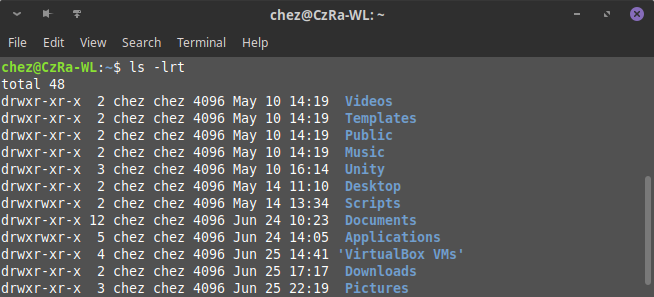 chez@CzRa-WL: ~
File Edit View Search Terminal Help
chez@CzRa-WL:~$ ls -lrt
total 48
drwxr-xr-x  2 chez chez 4096 May 10 14:19  Videos
drwxr-xr-x  2 chez chez 4096 May 10 14:19  Templates
drwxr-xr-x  2 chez chez 4096 May 10 14:19  Public
drwxr-xr-x  2 chez chez 4096 May 10 14:19  Music
drwxr-xr-x  3 chez chez 4096 May 10 16:14  Unity
drwxr-xr-x  2 chez chez 4096 May 14 11:10  Desktop
drwxrwxr-x  2 chez chez 4096 May 14 13:34  Scripts
drwxr-xr-x 12 chez chez 4096 Jun 24 10:23  Documents
drwxrwxr-x  5 chez chez 4096 Jun 24 14:05  Applications
drwxr-xr-x  4 chez chez 4096 Jun 25 14:41 'VirtualBox VMs'
drwxr-xr-x  2 chez chez 4096 Jun 25 17:17  Downloads
drwxr-xr-x  3 chez chez 4096 Jun 25 22:19  Pictures